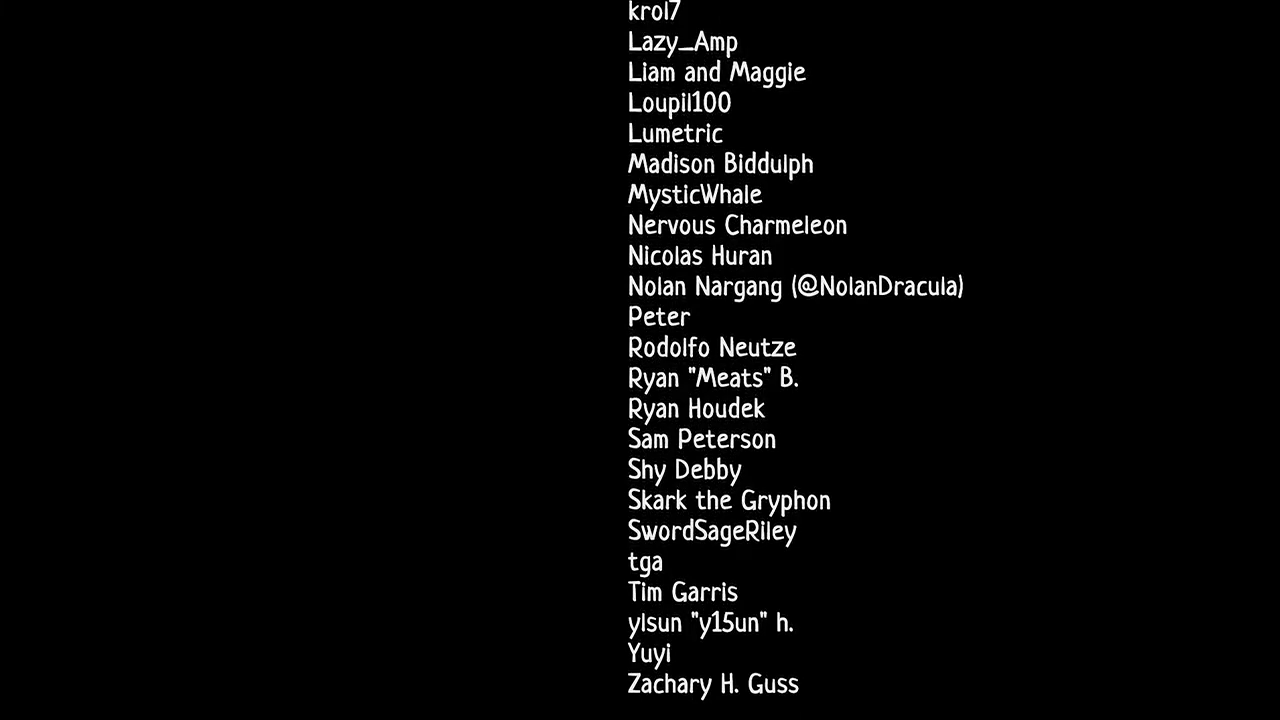 krol7
Lazy_Amp
Liam and Maggie
Loupil100
Lumetric
Madison Biddulph
MysticWhale
Nervous Charmeleon
Nicolas Huran
Nolan Nargang (@NolanDracula)
Peter
Rodolfo Neutze
Ryan "Meats" B.
Ryan Houdek
Sam Peterson
Shy Debby
Skark the Gryphon
SwordSageRiley
tga
Tim Garris
ylsun "y15un" h.
Yuyi
Zachary H. Guss